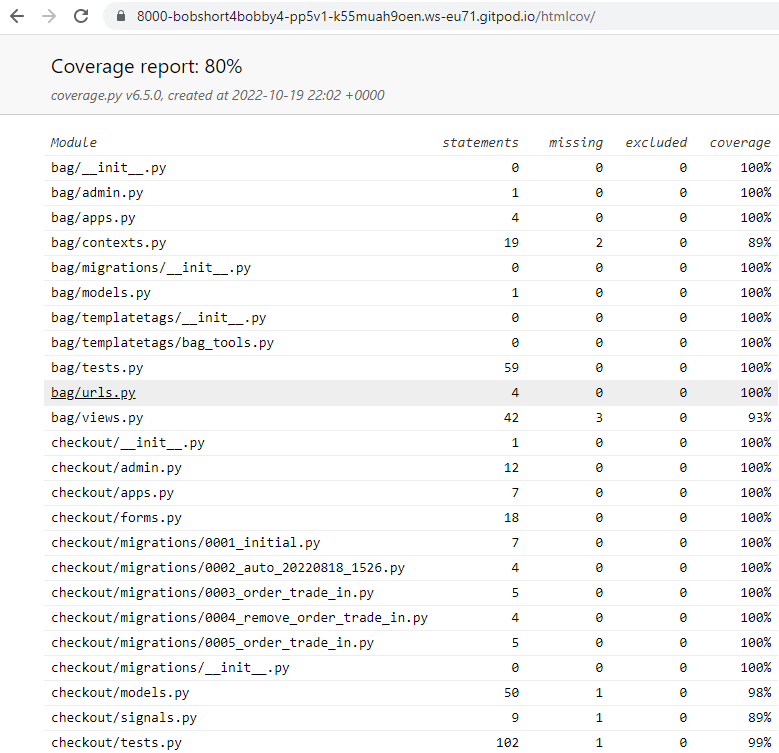 8000-bobshort4bobby4-pp5v1-k55muah9oen.ws-eu71.gitpod.io/htmlcov/
Coverage report: 80%
coverage.py v6.5.0, created at 2022-10-19 22:02 +0000
Module statements missing excluded coverage
bag/__init__.py 0 0 0 100%
bag/admin.py 1 0 0 100%
bag/apps.py 4 0 0 100%
bag/contexts.py 19 2 0 89%
bag/migrations/__init__.py 0 0 0 100%
bag/models.py 1 0 0 100%
bag/templatetags/__init__.py 0 0 0 100%
bag/templatetags/bag_tools.py 0 0 0 100%
bag/tests.py 59 0 0 100%
bag/urls.py 4 0 0 100%
bag/views.py 42 3 0 93%
checkout/__init__.py 1 0 0 100%
checkout/admin.py 12 0 0 100%
checkout/apps.py 7 0 0 100%
checkout/forms.py 18 0 0 100%
checkout/migrations/0001_initial.py 7 0 0 100%
checkout/migrations/0002_auto_20220818_1526.py 4 0 0 100%
checkout/migrations/0003_order_trade_in.py 5 0 0 100%
checkout/migrations/0004_remove_order_trade_in.py 4 0 0 100%
checkout/migrations/0005_order_trade_in.py 5 0 0 100%
checkout/migrations/__init__.py 0 0 0 100%
checkout/models.py 50 1 0 98%
checkout/signals.py 9 1 0 89%
checkout/tests.py 102 1 0 99%